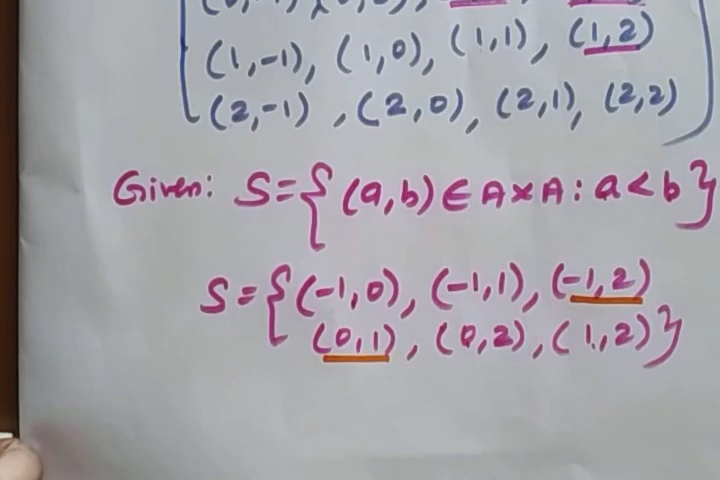 (1,-1), (1,0), (1,1), (1,2)
(2,-1), (2,0), (2,1), (2,2)
Given: S={(a,b)∈A×A: a<b}
S={(-1,0), (-1,1), (-1,2)
(0,1), (0,2), (1,2)}